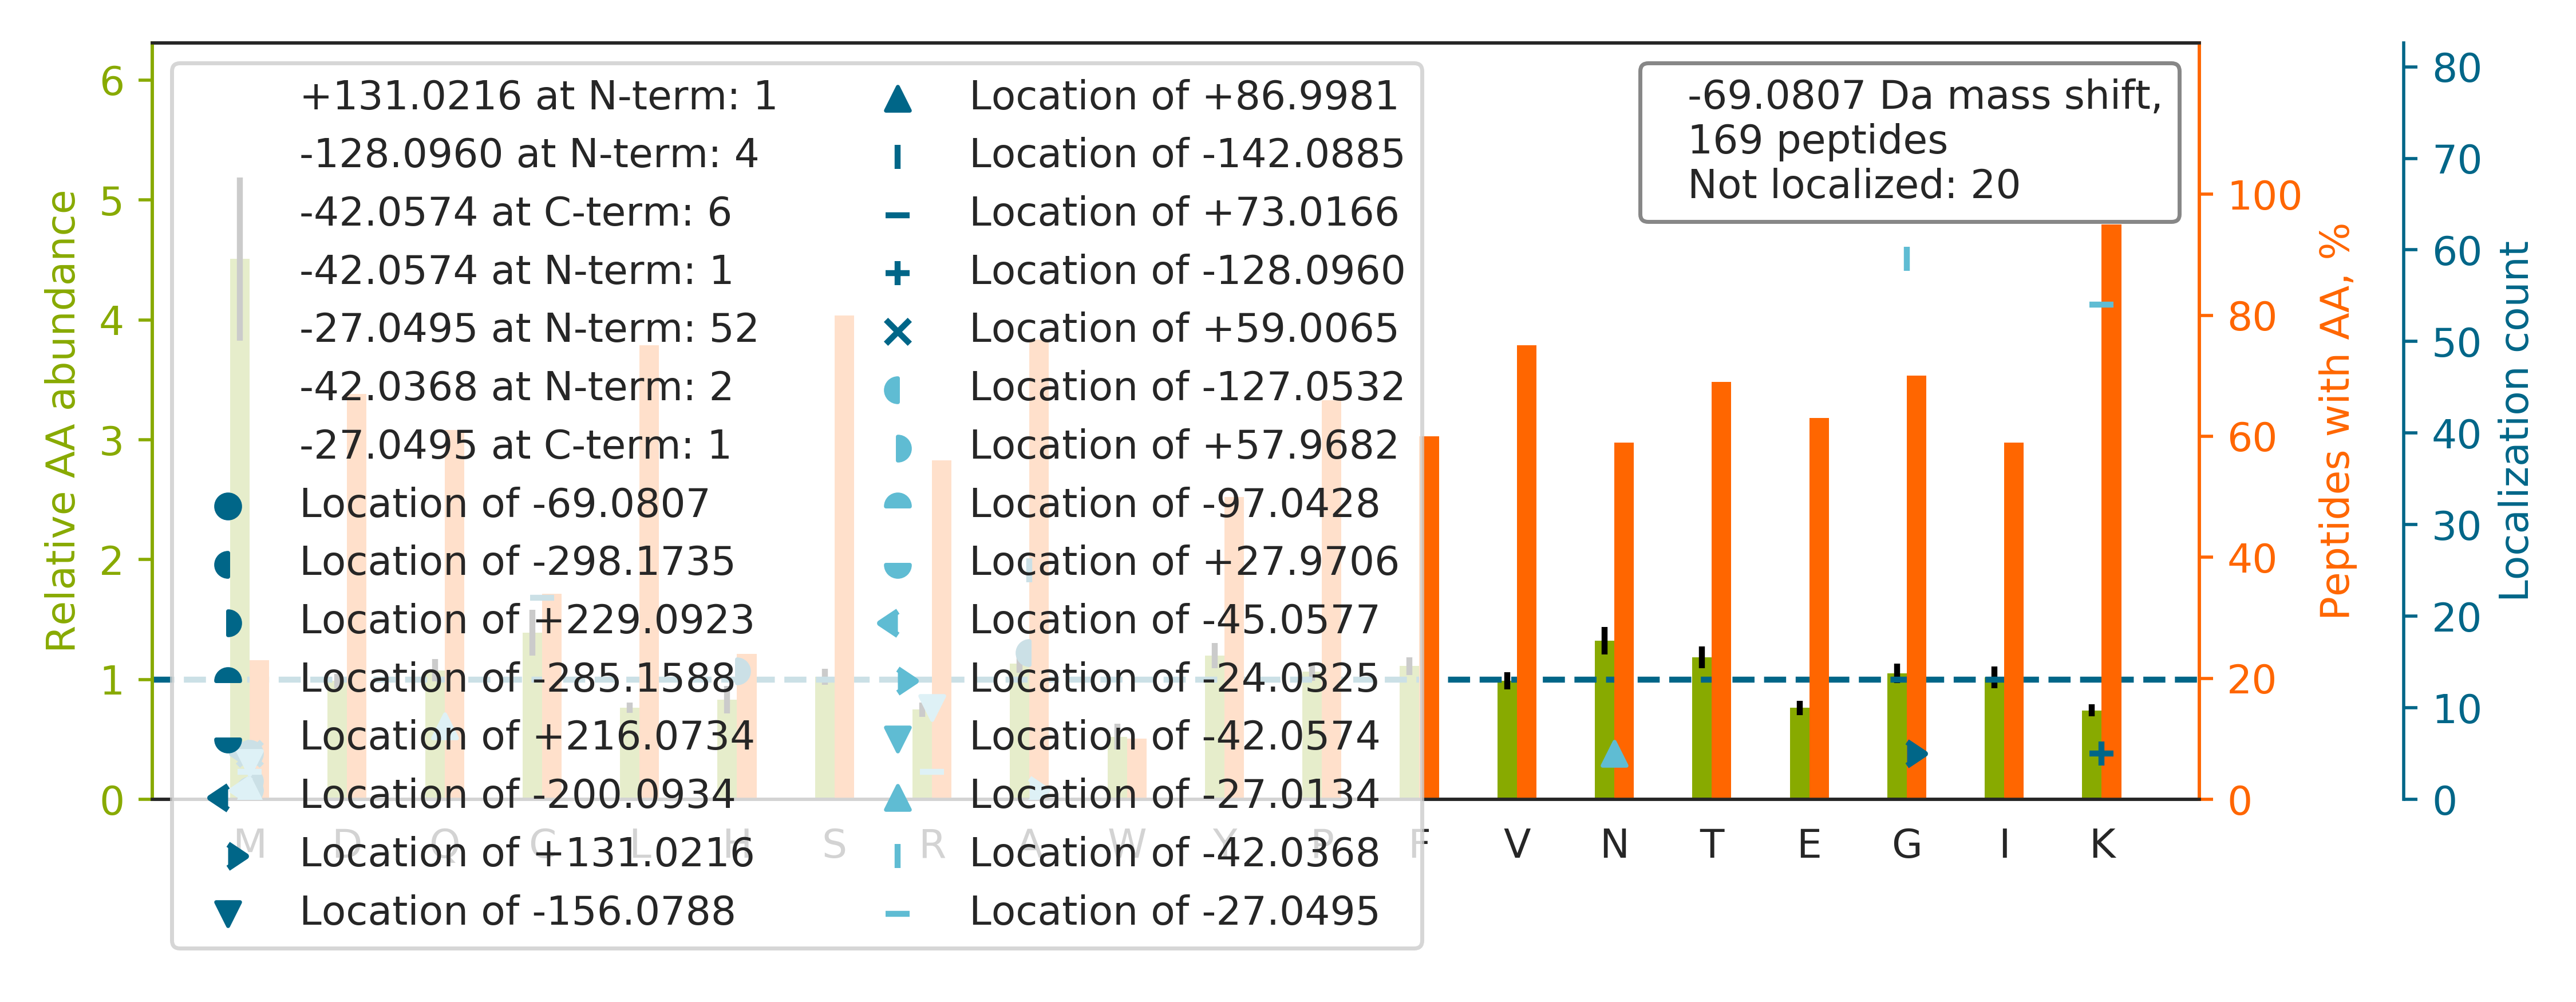 +131.0216 at N-term: 1
-128.0960 at N-term: 4
-42.0574 at C-term: 6
-42.0574 at N-term: 1
-27.0495 at N-term: 52
-42.0368 at N-term: 2
-27.0495 at C-term: 1
Location of -69.0807
Location of -298.1735
Location of +229.0923
Location of -285.1588
Location of +216.0734
Location of -200.0934
Location of +131.0216
Location of -156.0788
Location of +86.9981
Location of -142.0885
Location of +73.0166
Location of -128.0960
Location of +59.0065
Location of -127.0532
Location of +57.9682
Location of -97.0428
Location of +27.9706
Location of -45.0577
Location of -24.0325
Location of -42.0574
Location of -27.0134
Location of -42.0368
Location of -27.0495
-69.0807 Da mass shift,
169 peptides
Not localized: 20
Relative AA abundance
6
5
4
3
2
1
0
M D Q C L H S R A W Y P F V N T E G I K
100
80
60
40
20
0
Peptides with AA, %
80
70
60
50
40
30
20
10
0
Localization count